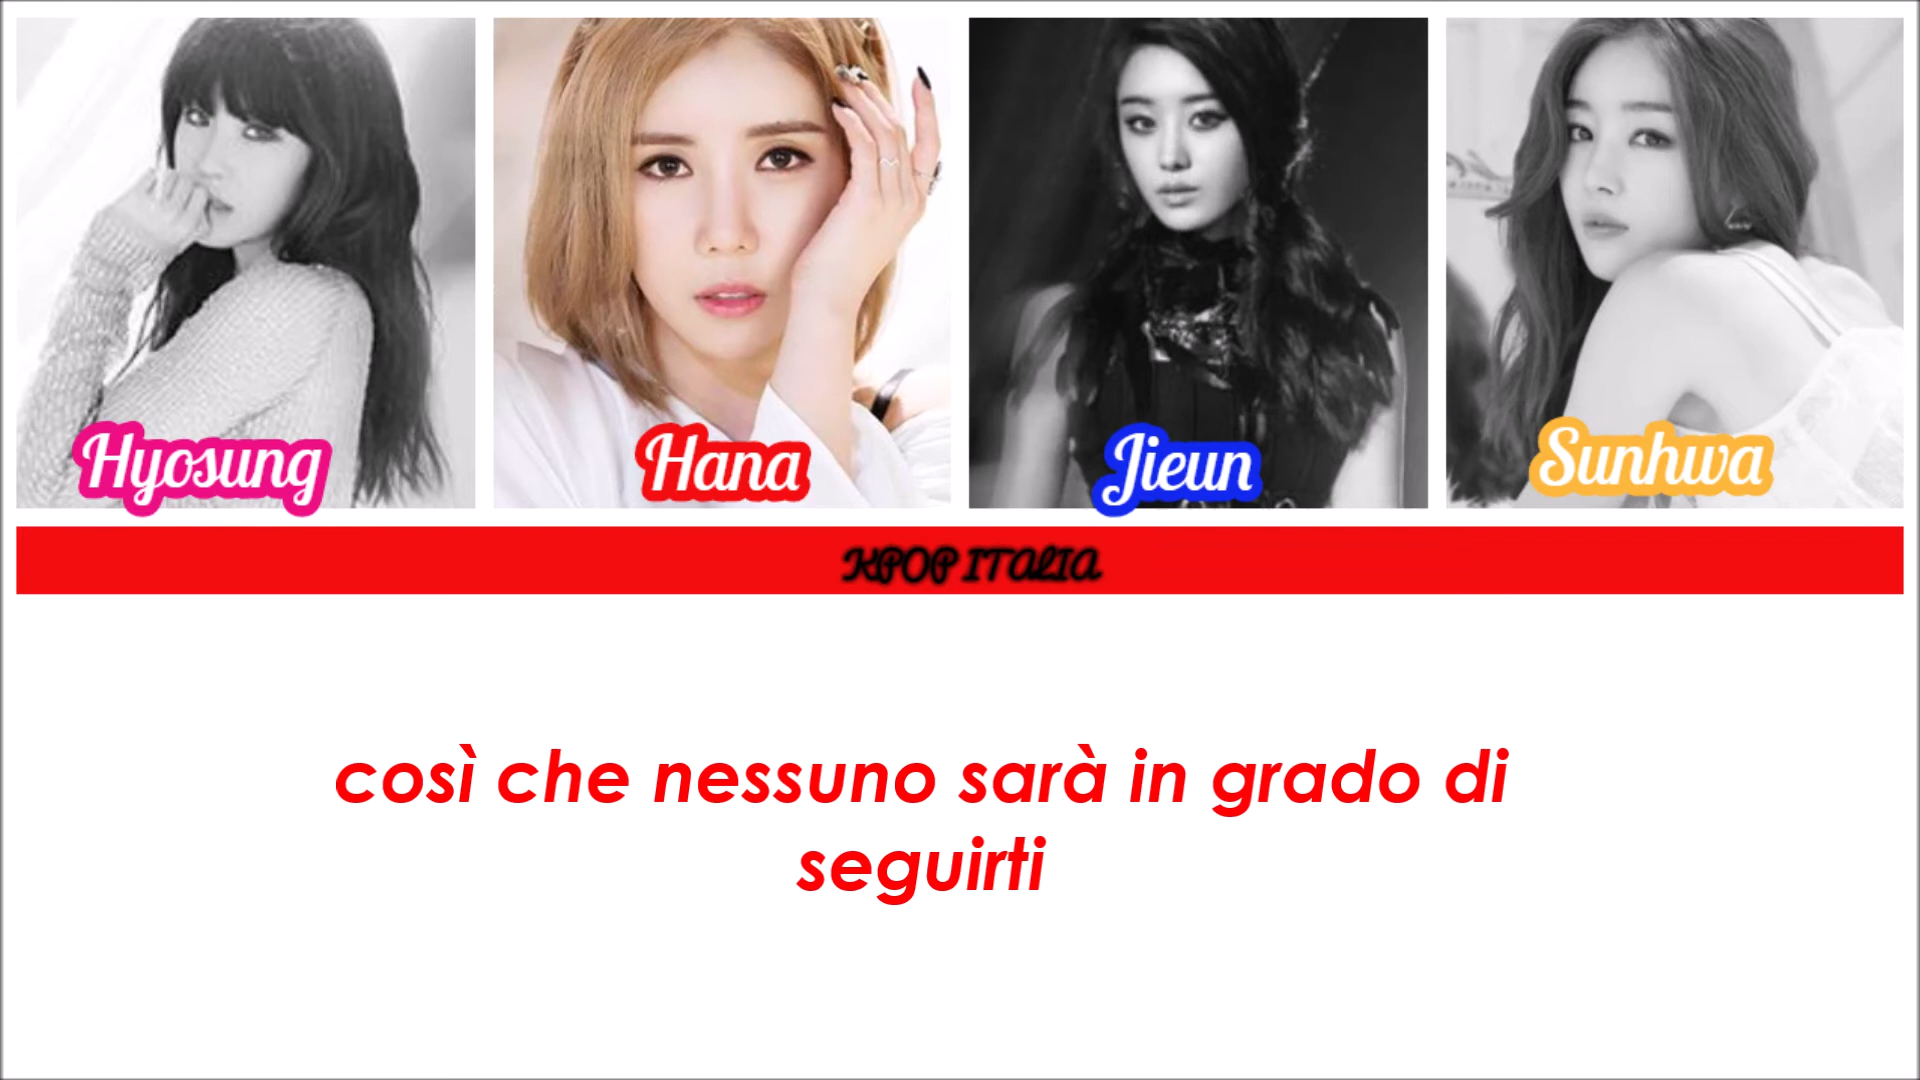 Hyosung
Hana
Jieun
Sunhwa
KPOP ITALIA
così che nessuno sarà in grado di
seguirti